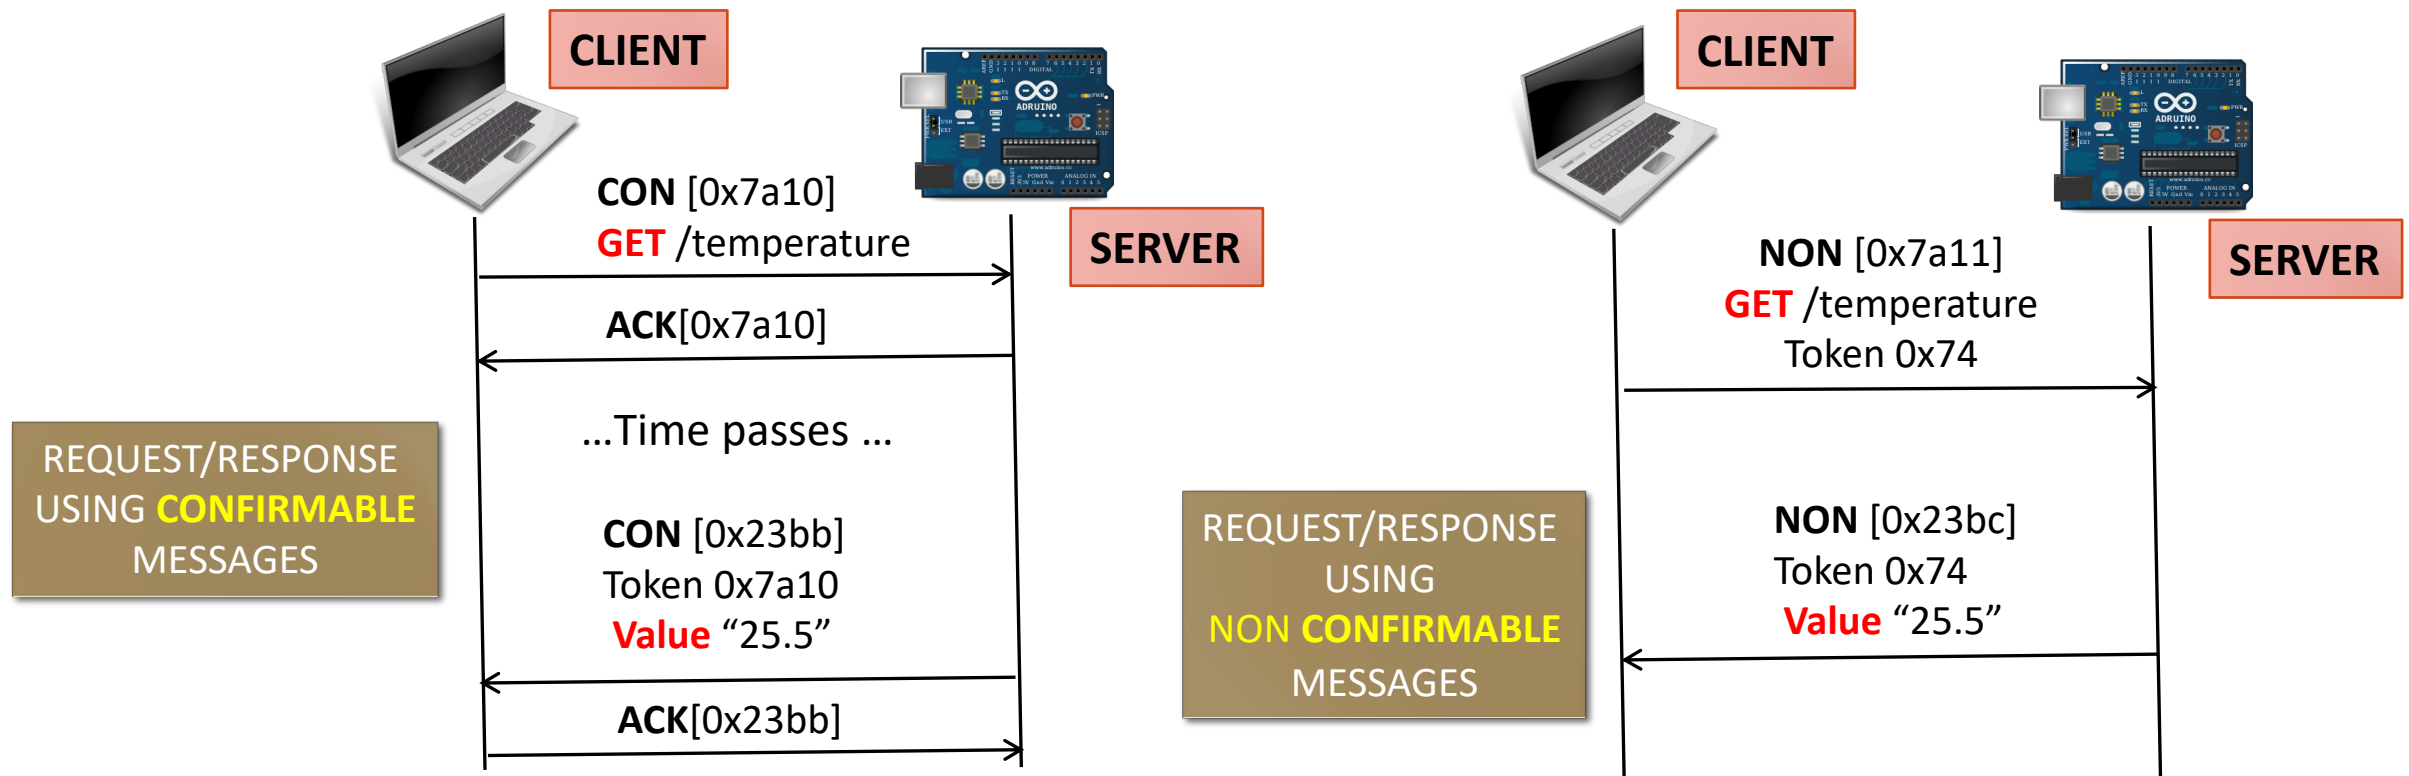 CLIENT
ADRUINO
CON [0x7a10]
GET /temperature
SERVER
ACK[0x7a10]
...Time passes ...
REQUEST/RESPONSE
USING CONFIRMABLE
MESSAGES
CON [0x23bb]
Token 0x7a10
Value “25.5”
ACK[0x23bb]
CLIENT
ADRUINO
NON [0x7a11]
GET /temperature
Token 0x74
SERVER
REQUEST/RESPONSE
USING
NON CONFIRMABLE
MESSAGES
NON [0x23bc]
Token 0x74
Value “25.5”